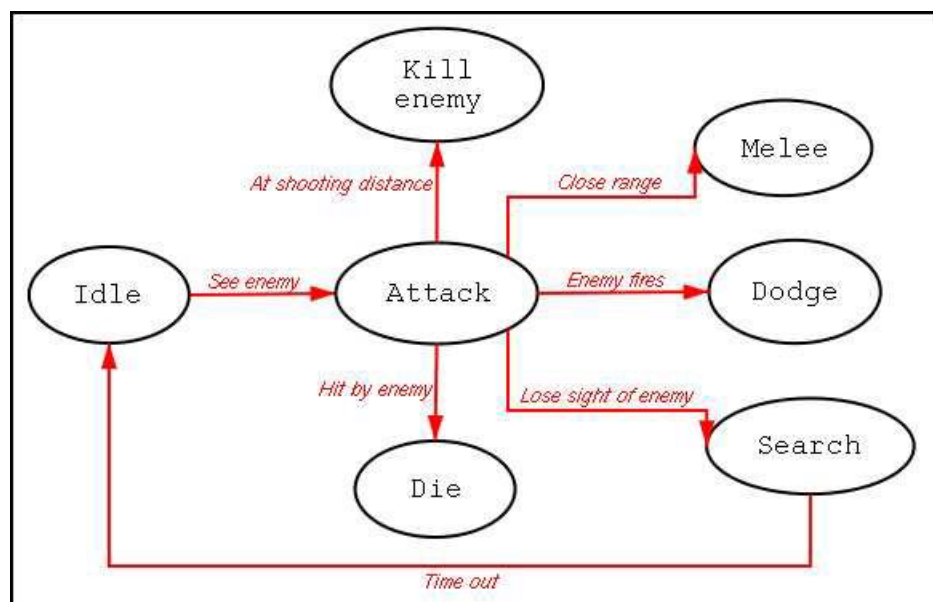 Kill
enemy
Melee
At shooting distance
Close range
Idle
See enemy
Attack
Enemy fires
Dodge
Hit by enemy
Lose sight of enemy
Search
Die
Time out